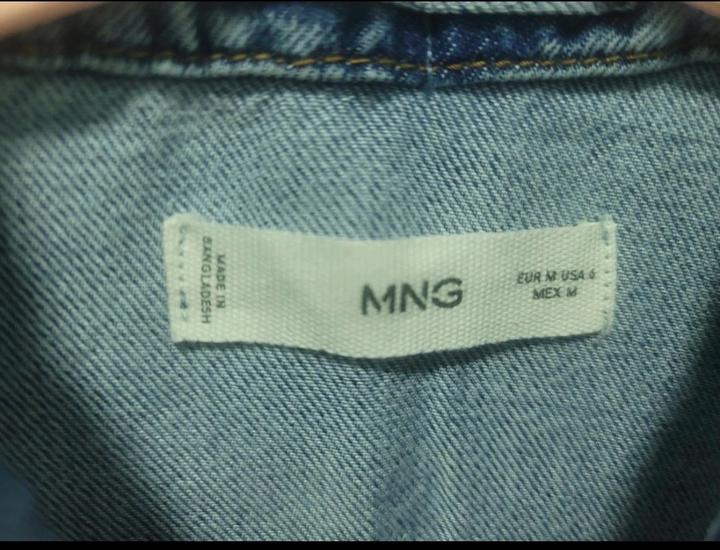 MADE IN
BANGLADESH
MNG
EUR M USA 6
MEX M